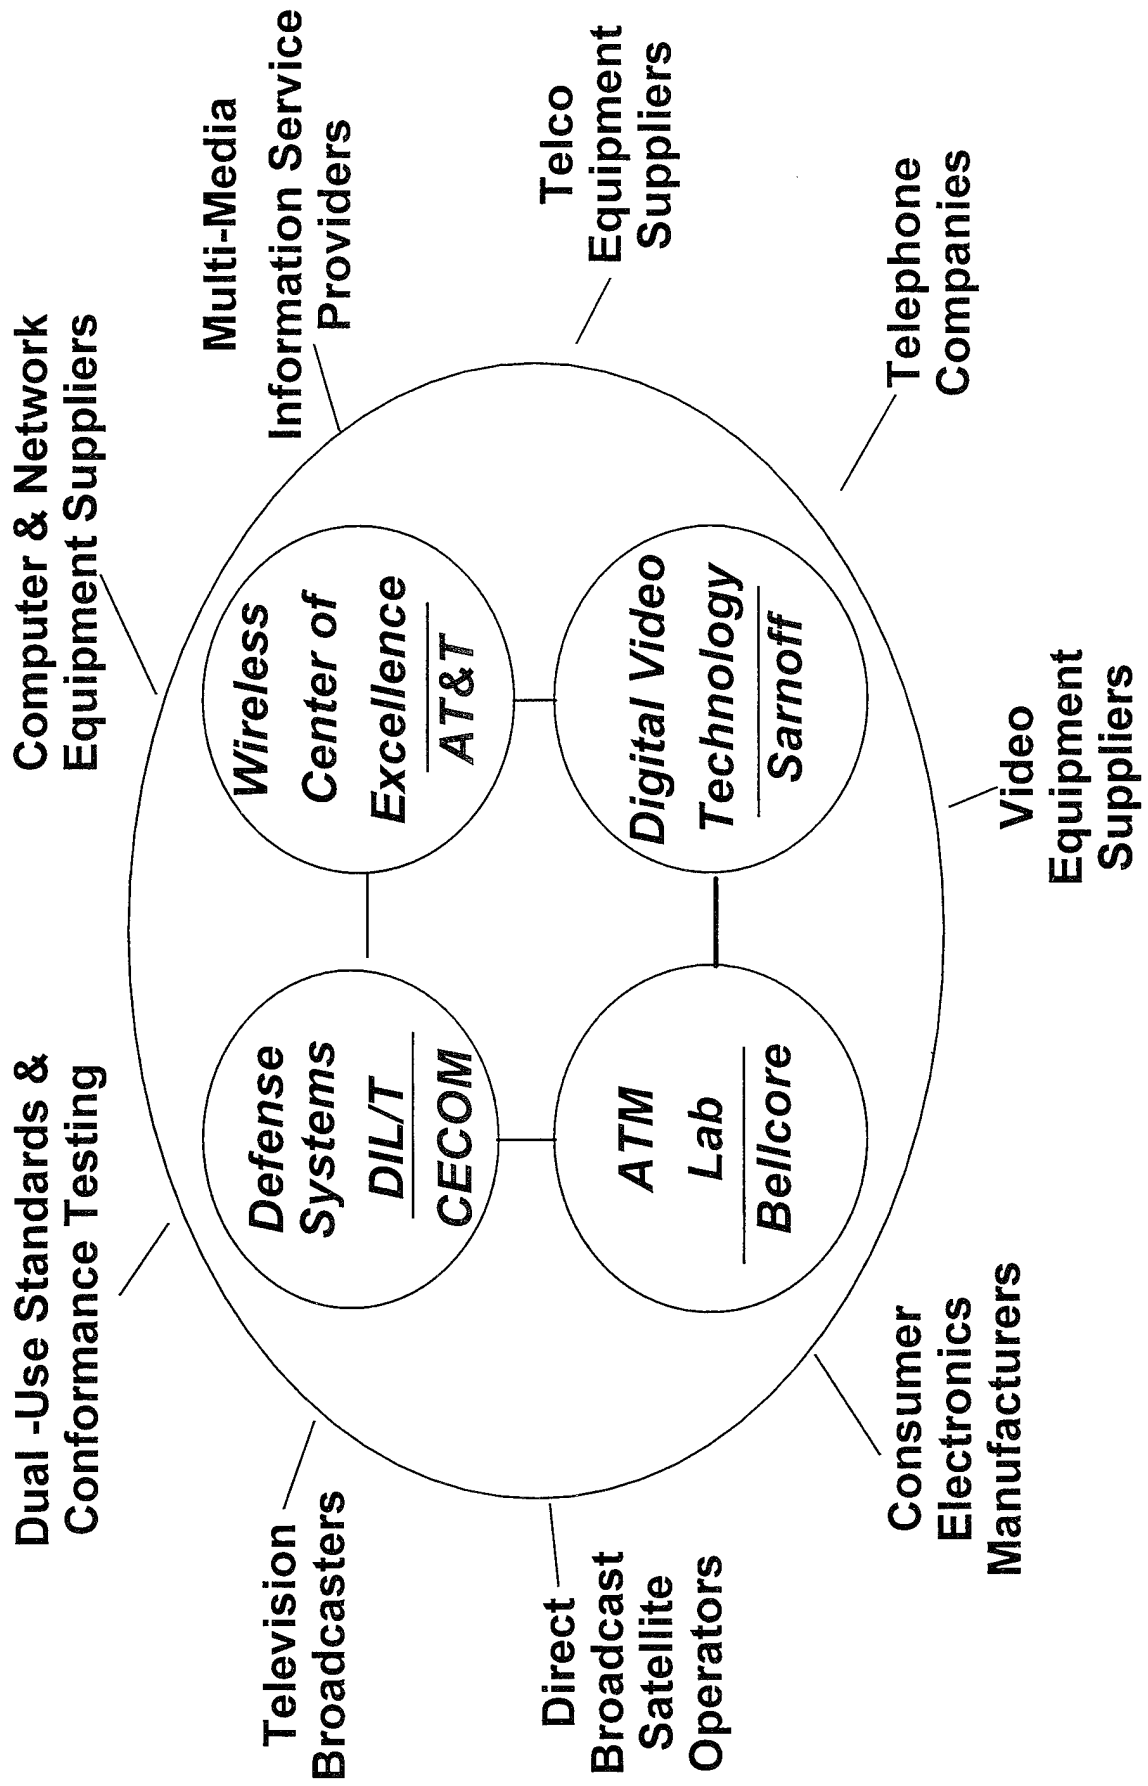 Dual -Use Standards &
Conformance Testing
Computer & Network
Equipment Suppliers
Television
Broadcasters
Multi-Media
Information Service
Providers
Defense
Systems
DIL/T
CECOM
Wireless
Center of
Excellence
AT&T
Direct
Broadcast
Satellite
Operators
Telco
Equipment
Suppliers
ATM
Lab
Bellcore
Digital Video
Technology
Sarnoff
Consumer
Electronics
Manufacturers
Telephone
Companies
Video
Equipment
Suppliers